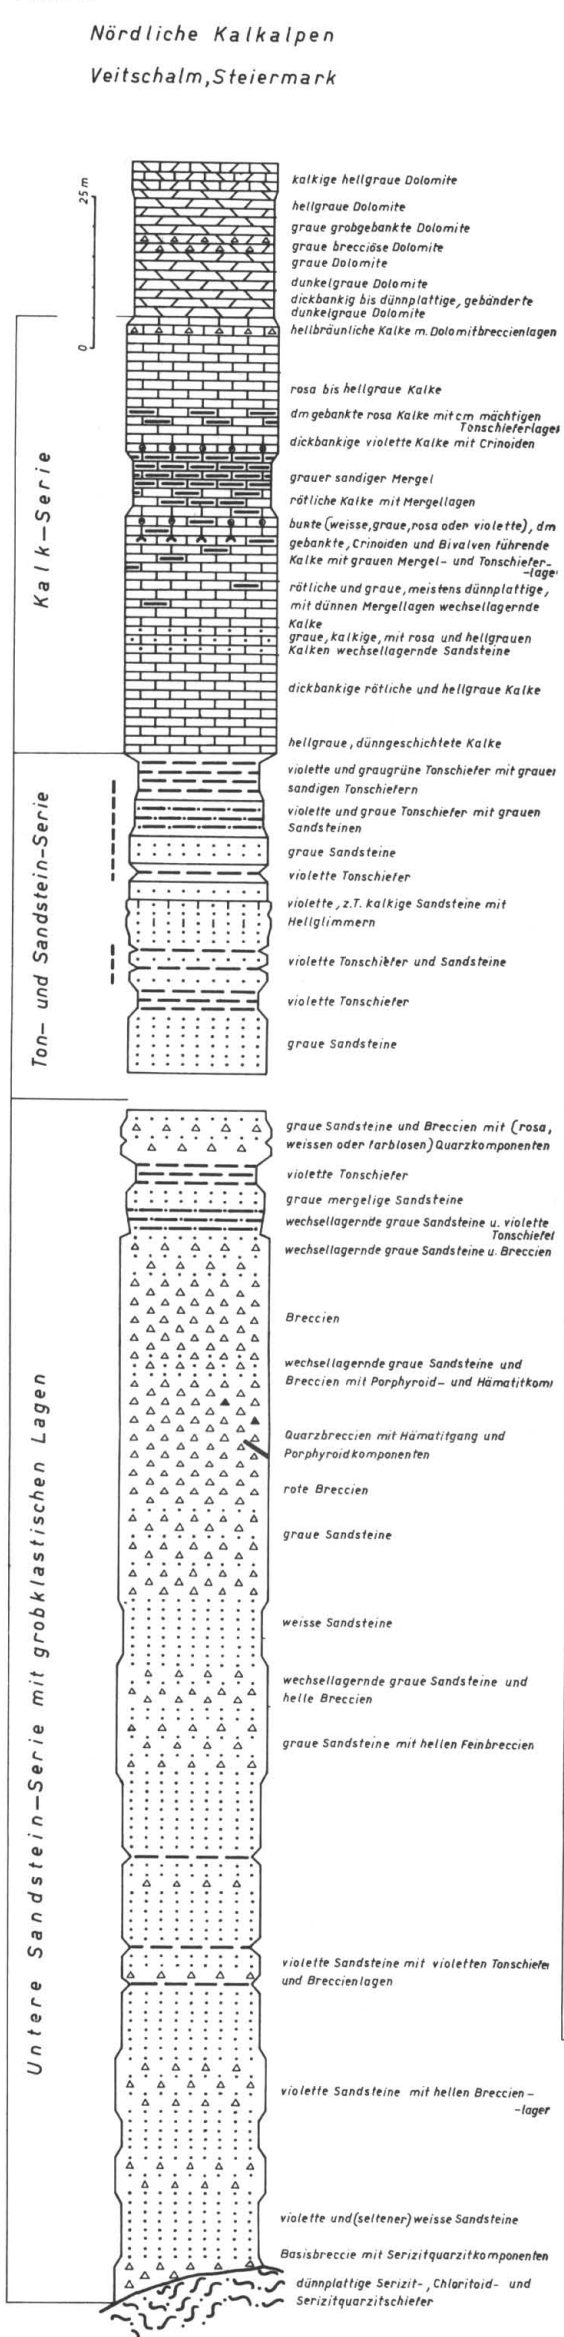 Nördliche Kalkalpen
Veitschalm, Steiermark
25 m
0
kalkige hellgraue Dolomite
hellgraue Dolomite
graue grobgebankte Dolomite
graue brecciöse Dolomite
graue Dolomite
dunkelgraue Dolomite
dickbankig bis dünnplattige, gebänderte
dunkelgraue Dolomite
hellbräunliche Kalke m. Dolomitbreccienlagen
Kalk-Serie
rosa bis hellgraue Kalke
dm gebankte rosa Kalke mit cm mächtigen
Tonschieferlagen
dickbankige violette Kalke mit Crinoiden
grauer sandiger Mergel
rötliche Kalke mit Mergellagen
bunte (weisse, graue, rosa oder violette), dm
gebankte, Crinoiden und Bivalven führende
Kalke mit grauen Mergel- und Tonschiefer-
-lage
rötliche und graue, meistens dünnplattige,
mit dünnen Mergellagen wechsellagernde
Kalke
graue, kalkige, mit rosa und hellgrauen
Kalken wechsellagernde Sandsteine
dickbankige rötliche und hellgraue Kalke
hellgraue, dünngeschichtete Kalke
Ton- und Sandstein-Serie
violette und graugrüne Tonschiefer mit grauen
sandigen Tonschiefern
violette und graue Tonschiefer mit grauen
Sandsteinen
graue Sandsteine
violette Tonschiefer
violette, z.T. kalkige Sandsteine mit
Hellglimmern
violette Tonschiefer und Sandsteine
violette Tonschiefer
graue Sandsteine
Untere Sandstein-Serie mit grobklastischen Lagen
graue Sandsteine und Breccien mit (rosa,
weissen oder farblosen) Quarzkomponenten
violette Tonschiefer
graue mergelige Sandsteine
wechsellagernde graue Sandsteine u. violette
Tonschiefer
wechsellagernde graue Sandsteine u. Breccien
Breccien
wechsellagernde graue Sandsteine und
Breccien mit Porphyroid- und Hämatitkom
Quarzbreccien mit Hämatitgang und
Porphyroidkomponenten
rote Breccien
graue Sandsteine
weisse Sandsteine
wechsellagernde graue Sandsteine und
helle Breccien
graue Sandsteine mit hellen Feinbreccien
violette Sandsteine mit violetten Tonschiefer
und Breccienlagen
violette Sandsteine mit hellen Breccien-
-lager
violette und (seltener) weisse Sandsteine
Basisbreccie mit Serizitquarzitkomponenten
dünnplattige Serizit-, Chloritoid- und
Serizitquarzitschiefer